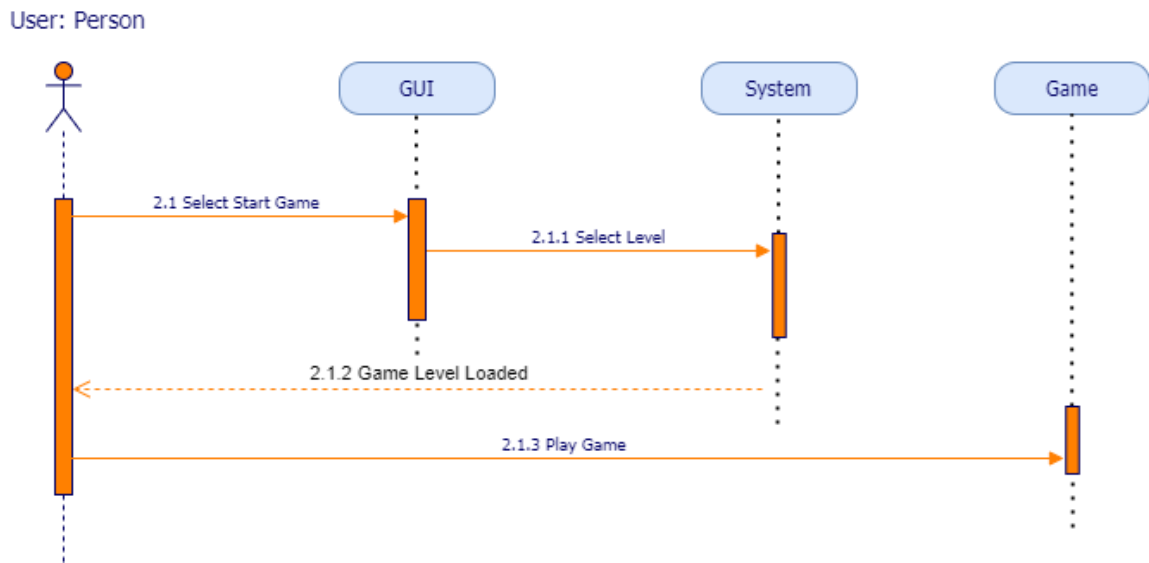 User: Person
GUI
System
Game
2.1 Select Start Game
2.1.1 Select Level
2.1.2 Game Level Loaded
2.1.3 Play Game